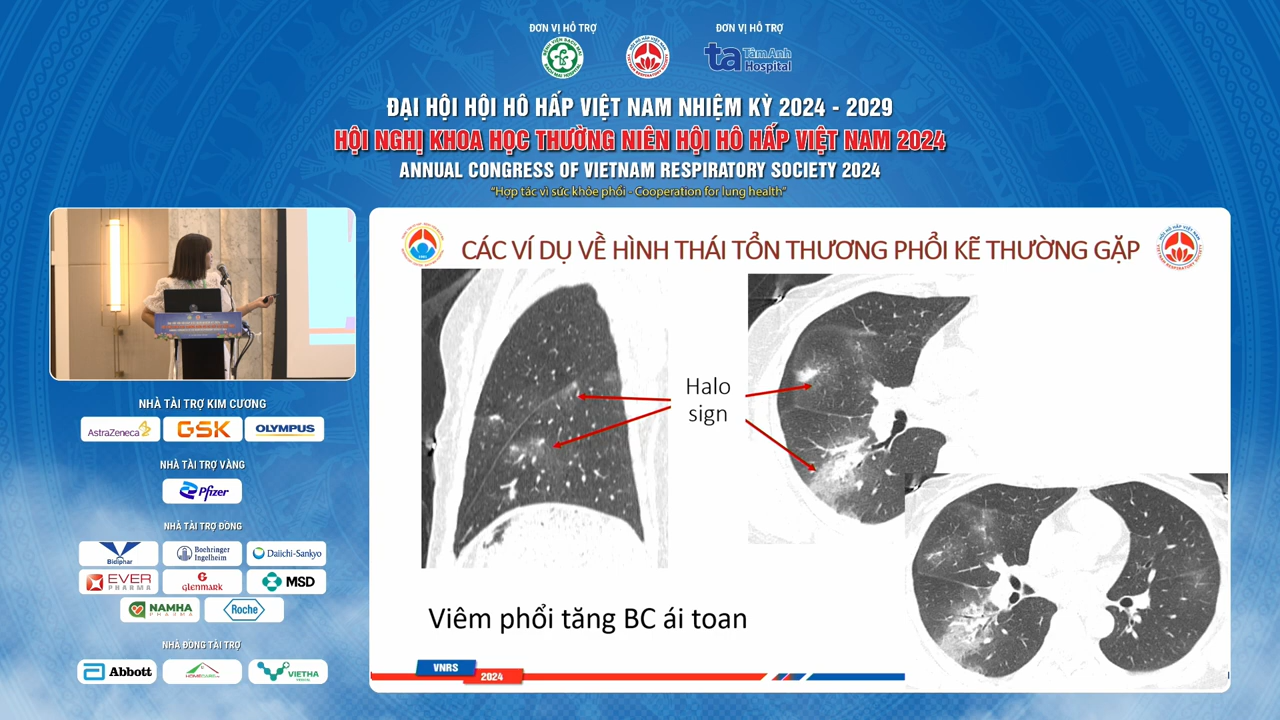 ĐƠN VỊ HỖ TRỢ
ĐƠN VỊ HỖ TRỢ
ta TâmAnh Hospital
ĐẠI HỘI HỘI HÔ HẤP VIỆT NAM NHIỆM KỲ 2024 - 2029
HỘI NGHỊ KHOA HỌC THƯỜNG NIÊN HỘI HÔ HẤP VIỆT NAM 2024
ANNUAL CONGRESS OF VIETNAM RESPIRATORY SOCIETY 2024
"Hợp tác vì sức khỏe phổi - Cooperation for lung health"
CÁC VÍ DỤ VỀ HÌNH THÁI TỔN THƯƠNG PHỔI KẼ THƯỜNG GẶP
Halo
sign
Viêm phổi tăng BC ái toan
VNRS
2024
NHÀ TÀI TRỢ KIM CƯƠNG
AstraZeneca GSK OLYMPUS
NHÀ TÀI TRỢ VÀNG
Pfizer
NHÀ TÀI TRỢ ĐỒNG
Bidiphar Boehringer Ingelheim Daiichi-Sankyo
EVER PHARMA GLENMARK MSD
NAMHA PHARMA Roche
NHÀ ĐỒNG TÀI TRỢ
Abbott VIETHA